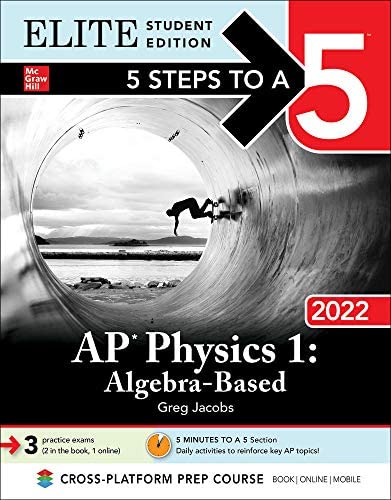 ELITE STUDENT EDITION
Mc Graw Hill
5 STEPS TO A
5
2022
AP* Physics 1:
Algebra-Based
Greg Jacobs
3 practice exams
(2 in the book, 1 online)
5 MINUTES TO A 5 Section
Daily activities to reinforce key AP topics!
CROSS-PLATFORM PREP COURSE BOOK|ONLINE|MOBILE